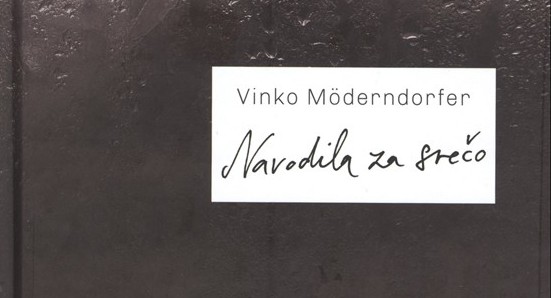 Vinko Möderndorfer
Navodila za srečo